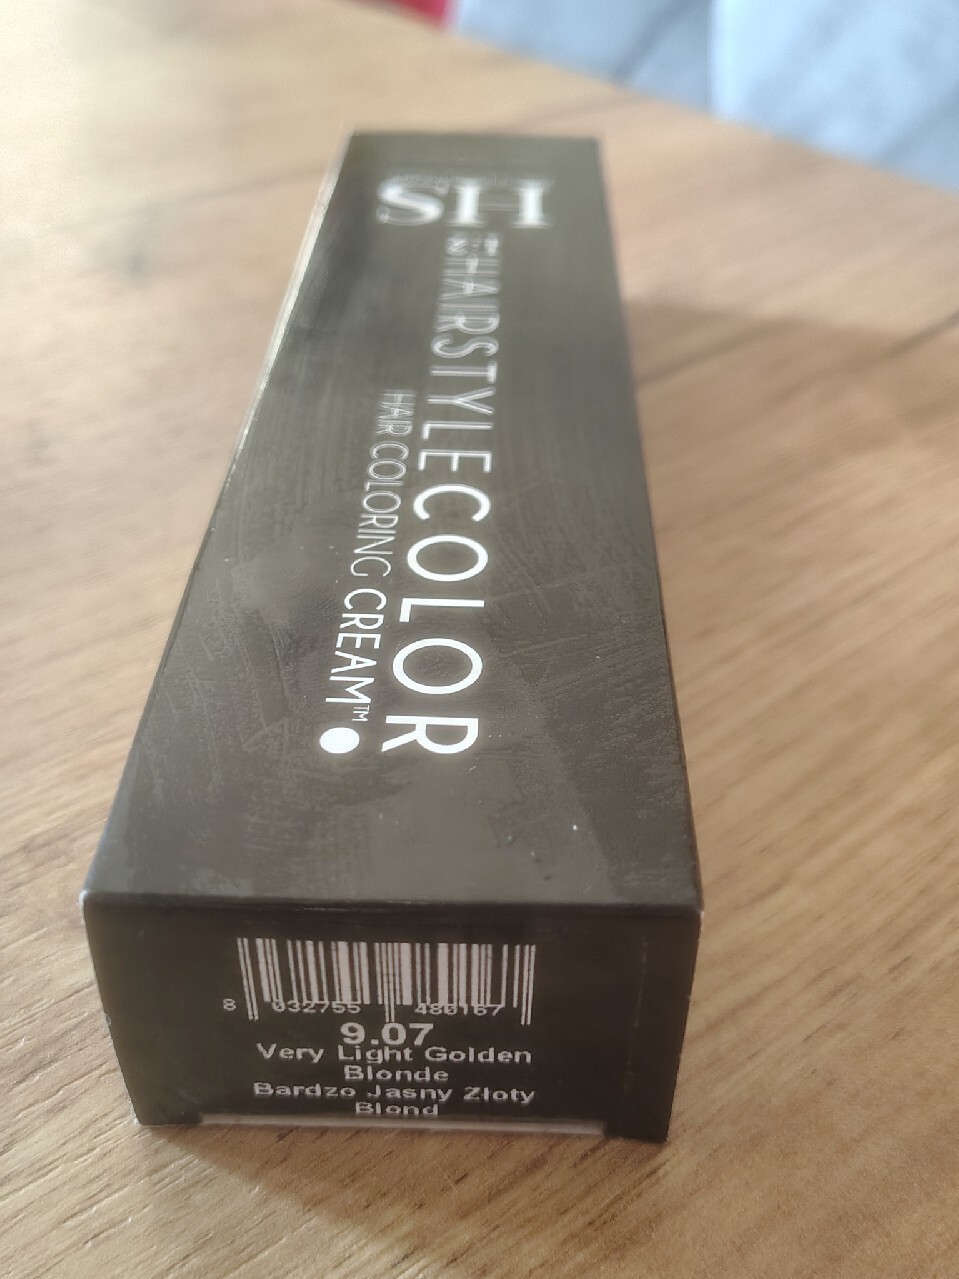 SH
HAIRSTYLECOLOR
HAIR COLORING CREAM™
8 032755 480167
9.07
Very Light Golden
Blonde
Bardzo Jasny Złoty
Blond